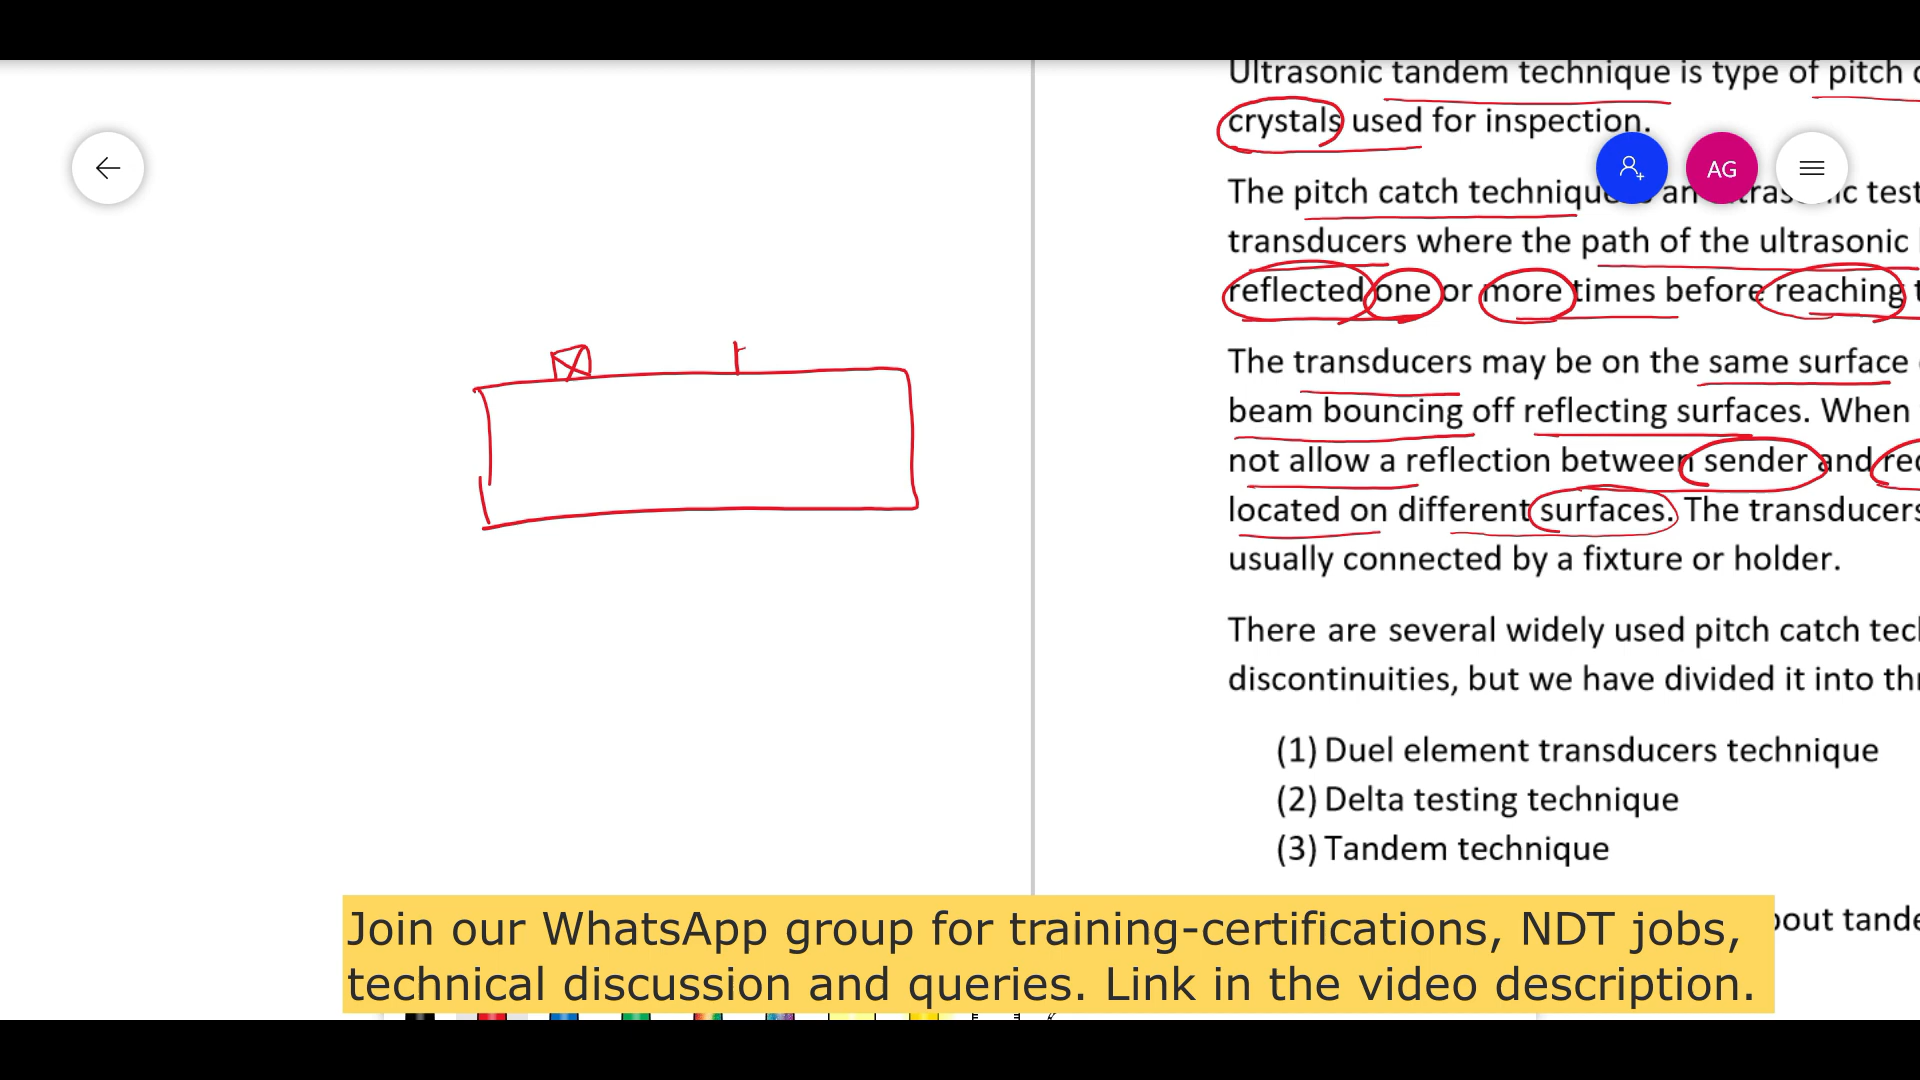 Ultrasonic tandem technique is type of pitch
crystals used for inspection.
AG
The pitch catch technique an ic test
transducers where the path of the ultrasonic
reflected one or more times before reaching
The transducers may be on the same surface
beam bouncing off reflecting surfaces. When
not allow a reflection between sender and
located on different surfaces. The transducers
usually connected by a fixture or holder.
There are several widely used pitch catch
discontinuities, but we have divided it into
(1) Duel element transducers technique
(2) Delta testing technique
(3) Tandem technique
Join our WhatsApp group for training-certifications, NDT jobs,
technical discussion and queries. Link in the video description.